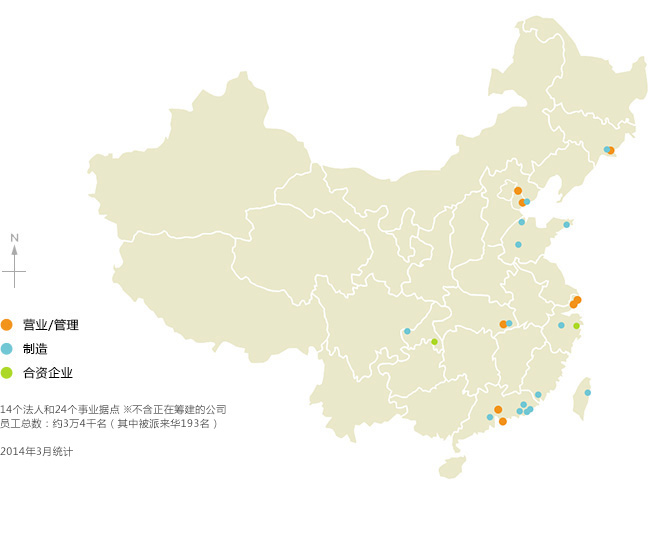 N
营业/管理
制造
合资企业
14个法人和24个事业据点 ※不含正在筹建的公司
员工总数：约3万4千名（其中被派来华193名）
2014年3月统计